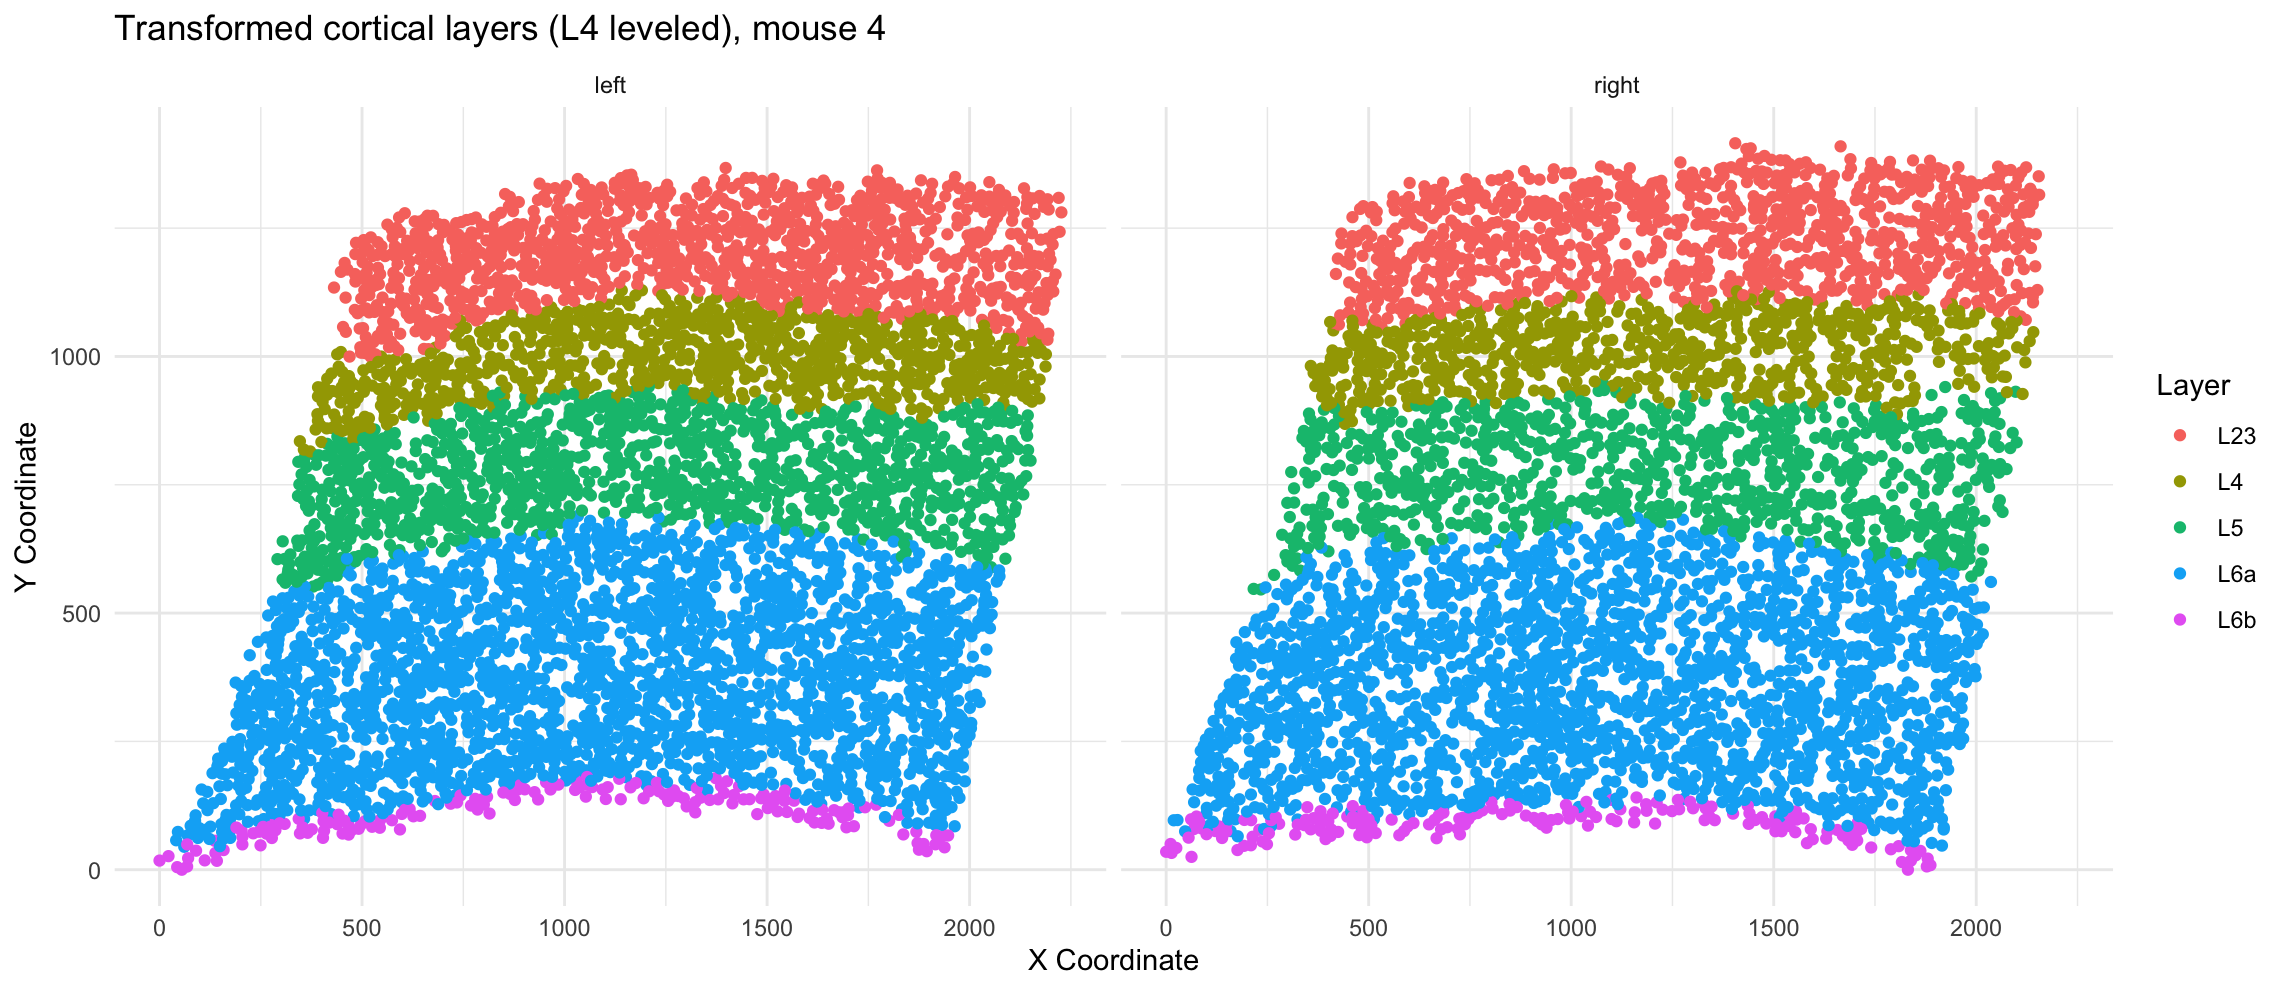 Transformed cortical layers (L4 leveled), mouse 4
left
right
Y Coordinate
1000
500
0
0
500
1000
1500
2000
0
500
1000
1500
2000
X Coordinate
Layer
L23
L4
L5
L6a
L6b